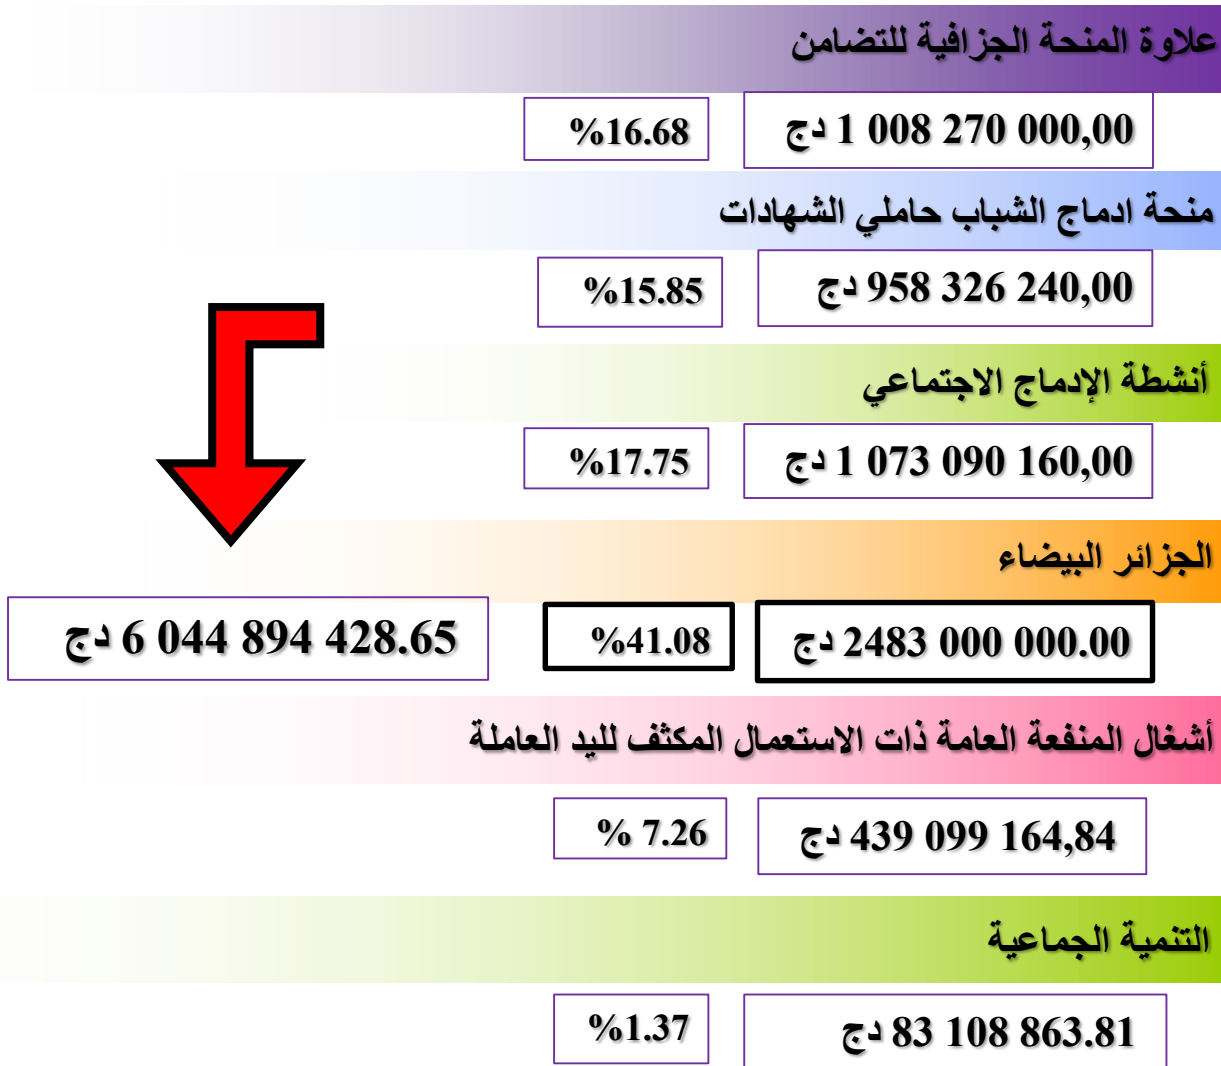 علاوة المنحة الجزافية للتضامن
1 008 270 000,00 دج
%16.68
منحة ادماج الشباب حاملي الشهادات
958 326 240,00 دج
%15.85
أنشطة الإدماج الاجتماعي
1 073 090 160,00 دج
%17.75
الجزائر البيضاء
2483 000 000.00 دج
%41.08
6 044 894 428.65 دج
أشغال المنفعة العامة ذات الاستعمال المكثف لليد العاملة
439 099 164,84 دج
% 7.26 %
التنمية الجماعية
83 108 863.81 دج
%1.37